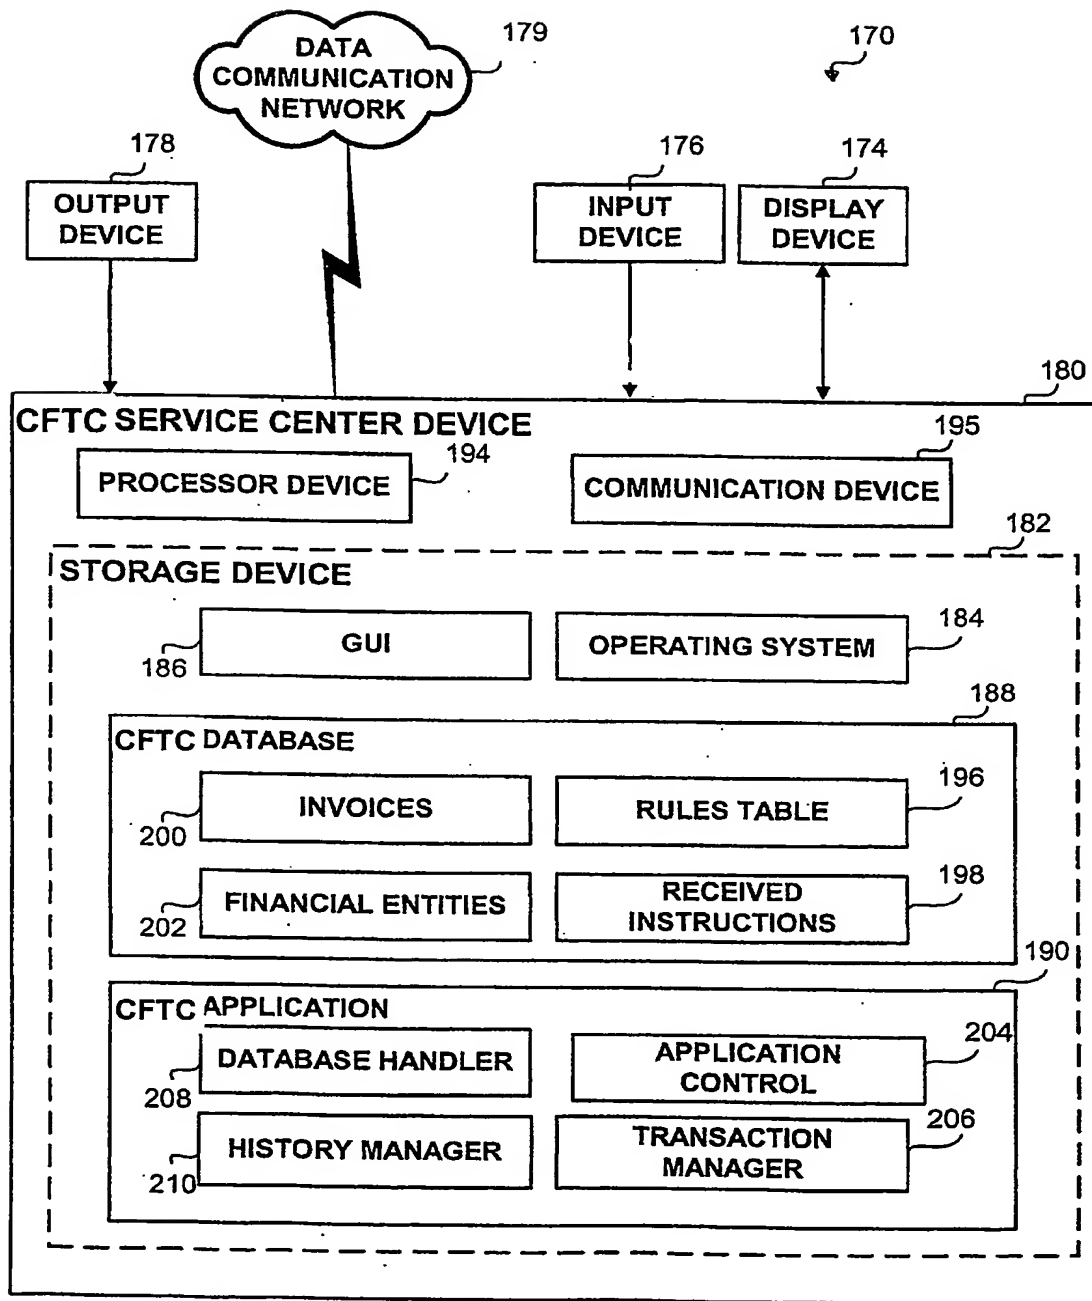 DATA
COMMUNICATION
NETWORK
179
170
178
OUTPUT
DEVICE
176
INPUT
DEVICE
174
DISPLAY
DEVICE
180
CFTC SERVICE CENTER DEVICE
194
PROCESSOR DEVICE
195
COMMUNICATION DEVICE
182
STORAGE DEVICE
186
GUI
OPERATING SYSTEM
184
188
CFTC DATABASE
200
INVOICES
RULES TABLE
196
202
FINANCIAL ENTITIES
RECEIVED
INSTRUCTIONS
198
190
CFTC APPLICATION
208
DATABASE HANDLER
APPLICATION
CONTROL
204
210
HISTORY MANAGER
TRANSACTION
MANAGER
206